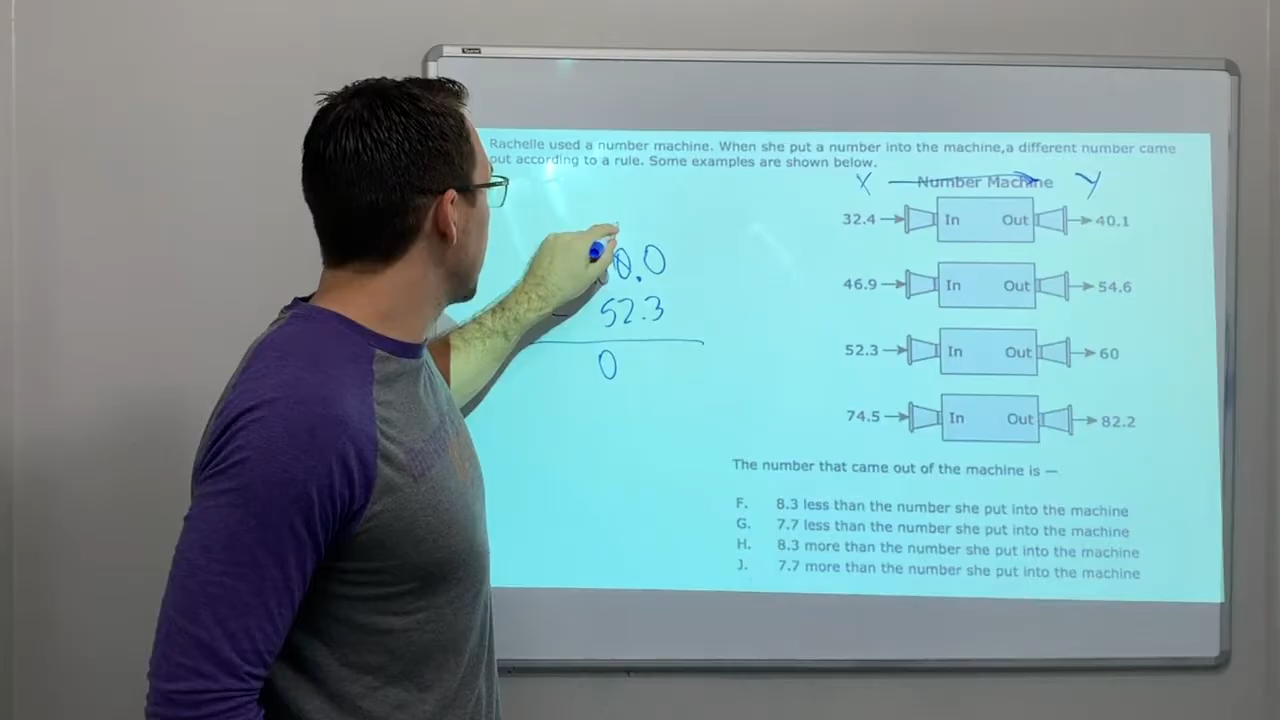 Rachelle used a number machine. When she put a number into the machine,a different number came
out according to a rule. Some examples are shown below.
X Number Machine Y
32.4 In Out 40.1
46.9 In Out 54.6
52.3 In Out 60
74.5 In Out 82.2
0.0
- 52.3
0
The number that came out of the machine is —
F. 8.3 less than the number she put into the machine
G. 7.7 less than the number she put into the machine
H. 8.3 more than the number she put into the machine
J. 7.7 more than the number she put into the machine